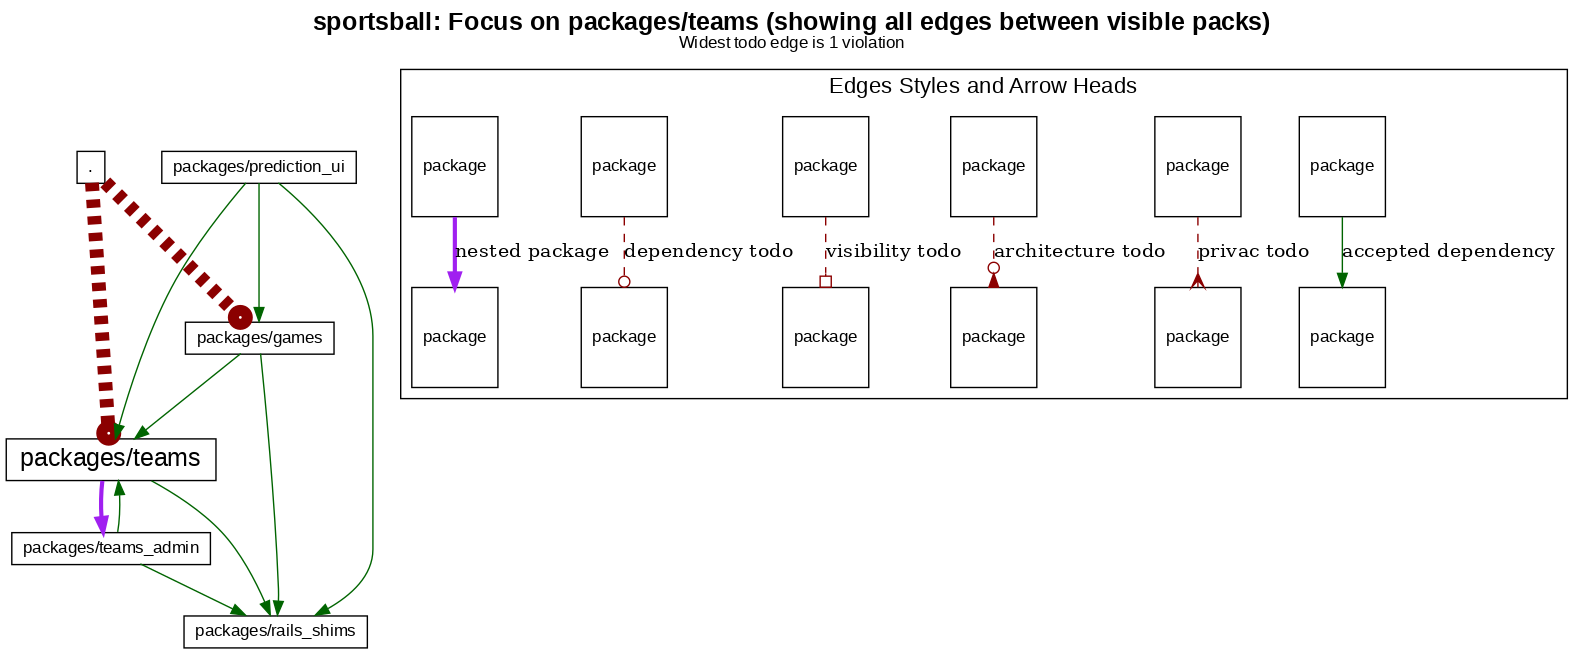 sportsball: Focus on packages/teams (showing all edges between visible packs)
Widest todo edge is 1 violation
Edges Styles and Arrow Heads
package package package package package package
nested package dependency todo visibility todo architecture todo privac todo accepted dependency
package package package package package package
. packages/prediction_ui
packages/games
packages/teams
packages/teams_admin
packages/rails_shims